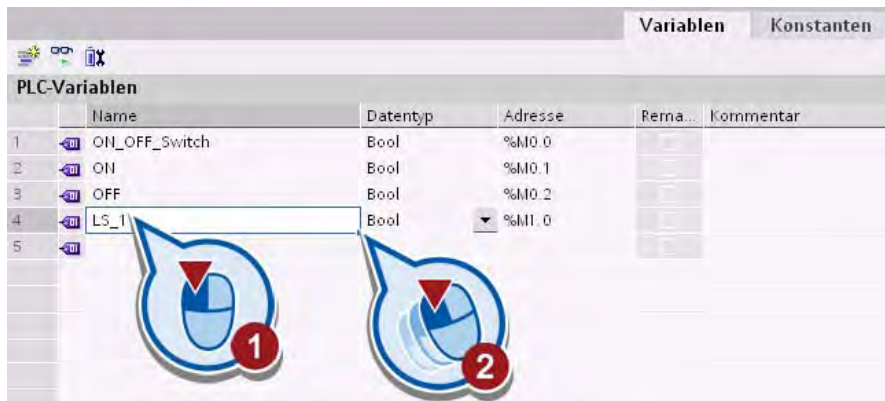 Variablen Konstanten
PLC-Variablen
Name Datentyp Adresse Rema... Kommentar
1 ON_OFF_Switch Bool %M0.0
2 ON Bool %M0.1
3 OFF Bool %M0.2
4 LS_1 Bool %M1.0
5
1
2